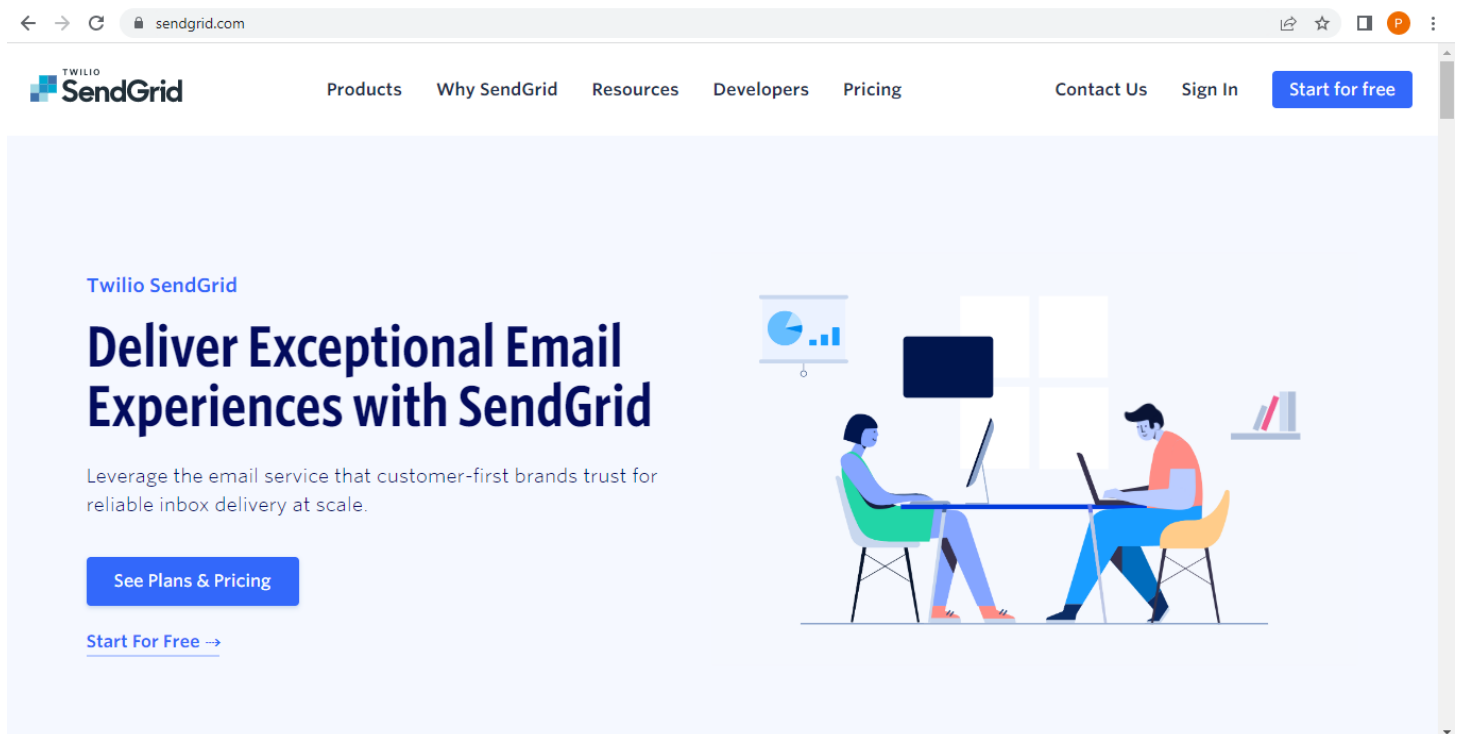 sendgrid.com
P
TWILIO
SendGrid
Products Why SendGrid Resources Developers Pricing Contact Us Sign In Start for free
Twilio SendGrid
Deliver Exceptional Email
Experiences with SendGrid
Leverage the email service that customer-first brands trust for
reliable inbox delivery at scale.
See Plans & Pricing
Start For Free →